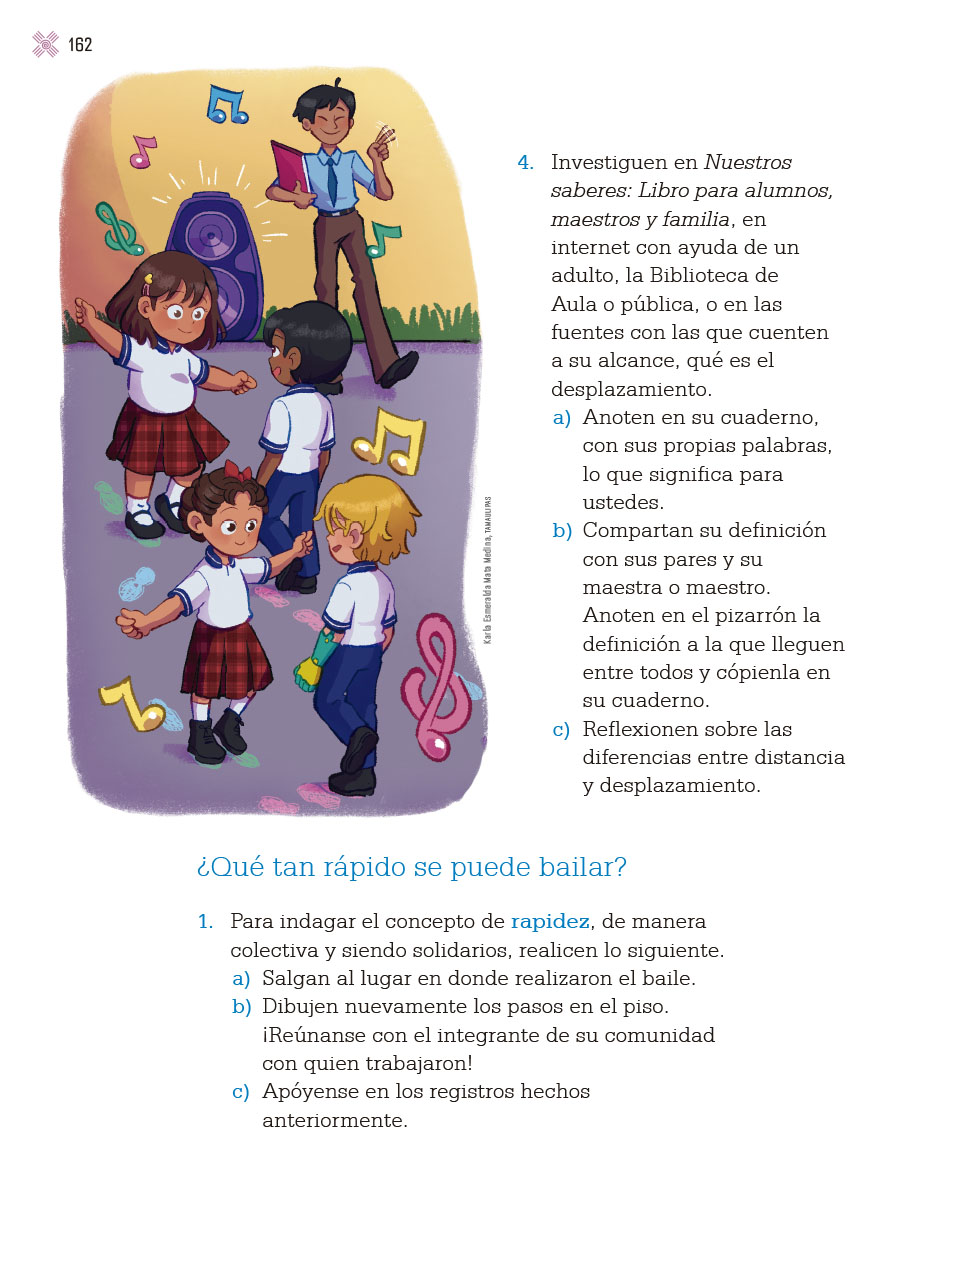 162
4. Investiguen en Nuestros
saberes: Libro para alumnos,
maestros y familia, en
internet con ayuda de un
adulto, la Biblioteca de
Aula o pública, o en las
fuentes con las que cuenten
a su alcance, qué es el
desplazamiento.
a) Anoten en su cuaderno,
con sus propias palabras,
lo que significa para
ustedes.
b) Compartan su definición
con sus pares y su
maestra o maestro.
Anoten en el pizarrón la
definición a la que lleguen
entre todos y cópienla en
su cuaderno.
c) Reflexionen sobre las
diferencias entre distancia
y desplazamiento.
Karla Esmeralda Mata Medina, TAMAULIPAS
¿Qué tan rápido se puede bailar?
1. Para indagar el concepto de rapidez, de manera
colectiva y siendo solidarios, realicen lo siguiente.
a) Salgan al lugar en donde realizaron el baile.
b) Dibujen nuevamente los pasos en el piso.
¡Reúnanse con el integrante de su comunidad
con quien trabajaron!
c) Apóyense en los registros hechos
anteriormente.